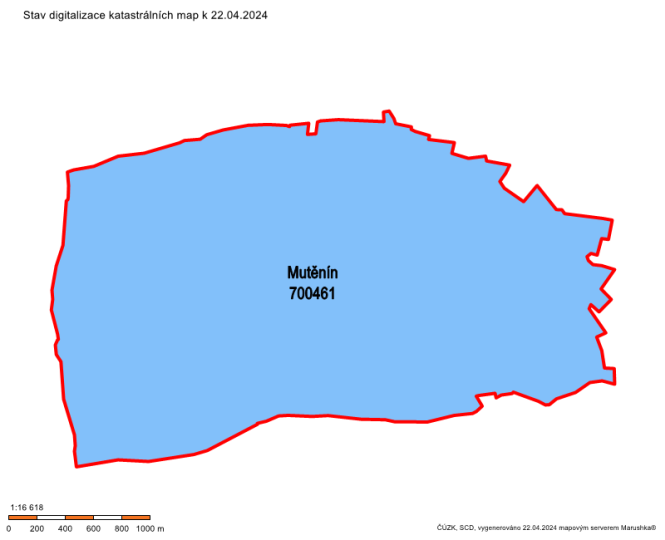 Stav digitalizace katastrálních map k 22.04.2024
Mutěnín
700461
1:16 618
0 200 400 600 800 1000 m
ČÚZK, SCD, vygenerováno 22.04.2024 mapovým serverem Marushka®